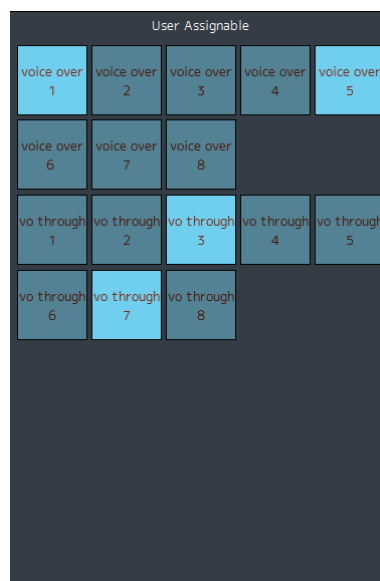 User Assignable
voice over
1
voice over
2
voice over
3
voice over
4
voice over
5
voice over
6
voice over
7
voice over
8
vo through
1
vo through
2
vo through
3
vo through
4
vo through
5
vo through
6
vo through
7
vo through
8